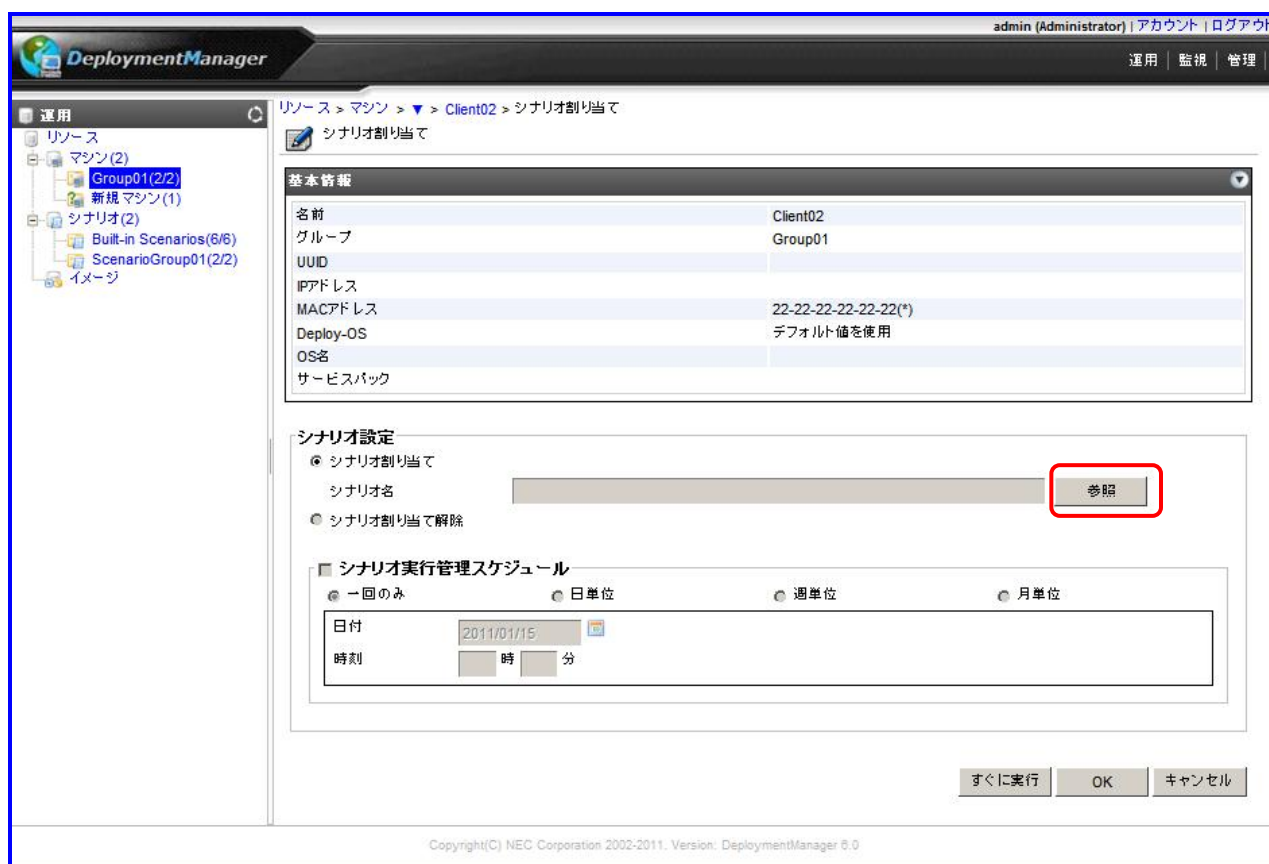 admin (Administrator) | アカウント | ログアウト
DeploymentManager
運用 | 監視 | 管理 |
運用
リソース
マシン(2)
Group01(2/2)
新規マシン(1)
シナリオ(2)
Built-in Scenarios(6/6)
ScenarioGroup01(2/2)
イメージ
リソース > マシン > ▼ > Client02 > シナリオ割り当て
シナリオ割り当て
基本情報
名前 Client02
グループ Group01
UUID
IPアドレス
MACアドレス 22-22-22-22-22-22(*)
Deploy-OS デフォルト値を使用
OS名
サービスパック
シナリオ設定
シナリオ割り当て
シナリオ名 参照
シナリオ割り当て解除
シナリオ実行管理スケジュール
一回のみ 日単位 週単位 月単位
日付 2011/01/15
時刻 時 分
すぐに実行 OK キャンセル
Copyright(C) NEC Corporation 2002-2011. Version: DeploymentManager 6.0